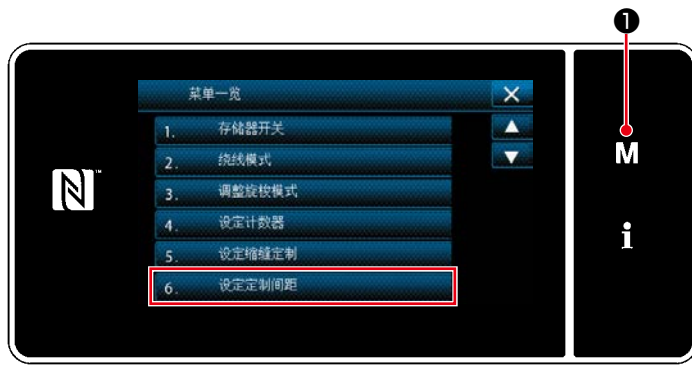 ❶
菜单一览
1. 存储器开关
2. 绕线模式
3. 调整旋梭模式
4. 设定计数器
5. 设定缩缝定制
6. 设定定制间距
N™
M
i